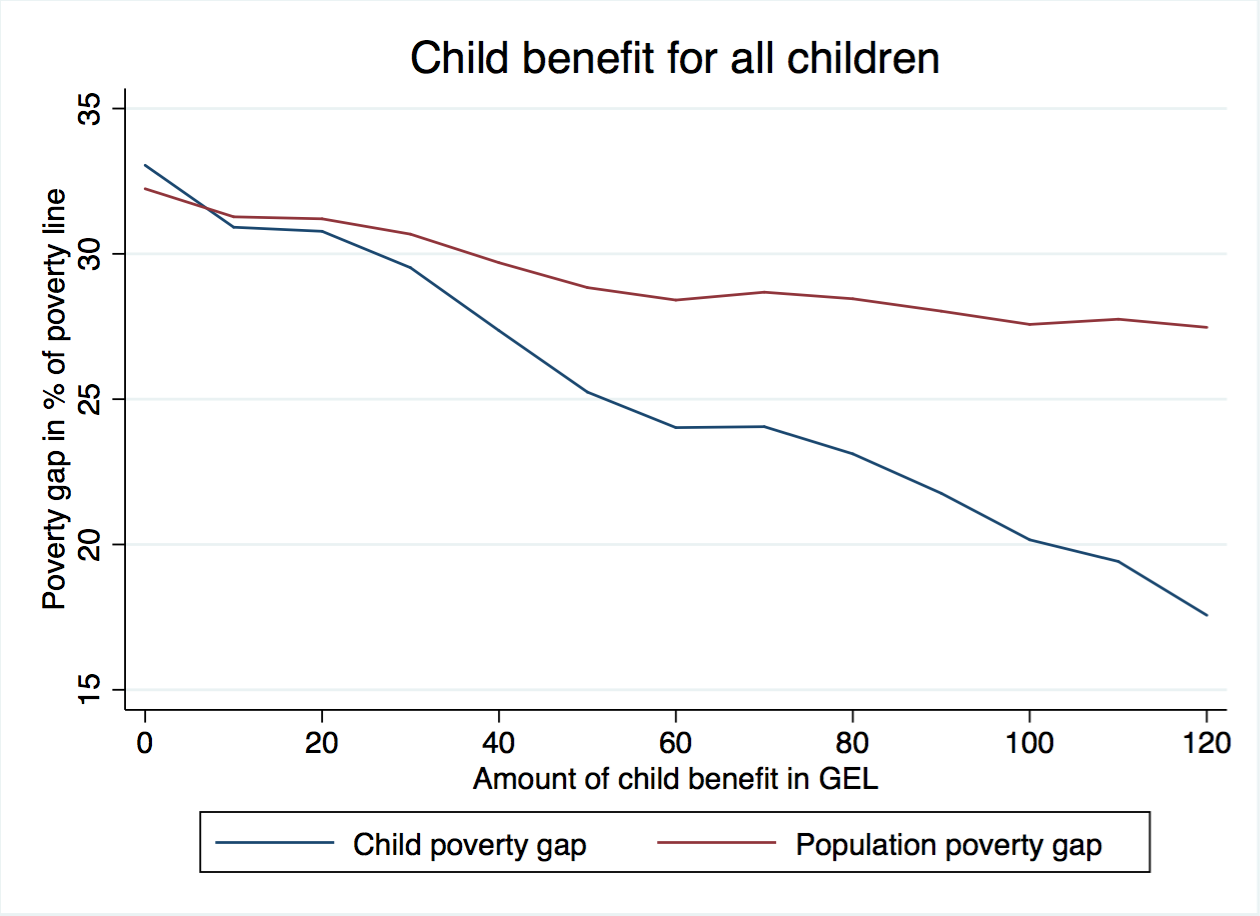 Child benefit for all children
Poverty gap in % of poverty line
35
30
25
20
15
0 20 40 60 80 100 120
Amount of child benefit in GEL
Child poverty gap Population poverty gap